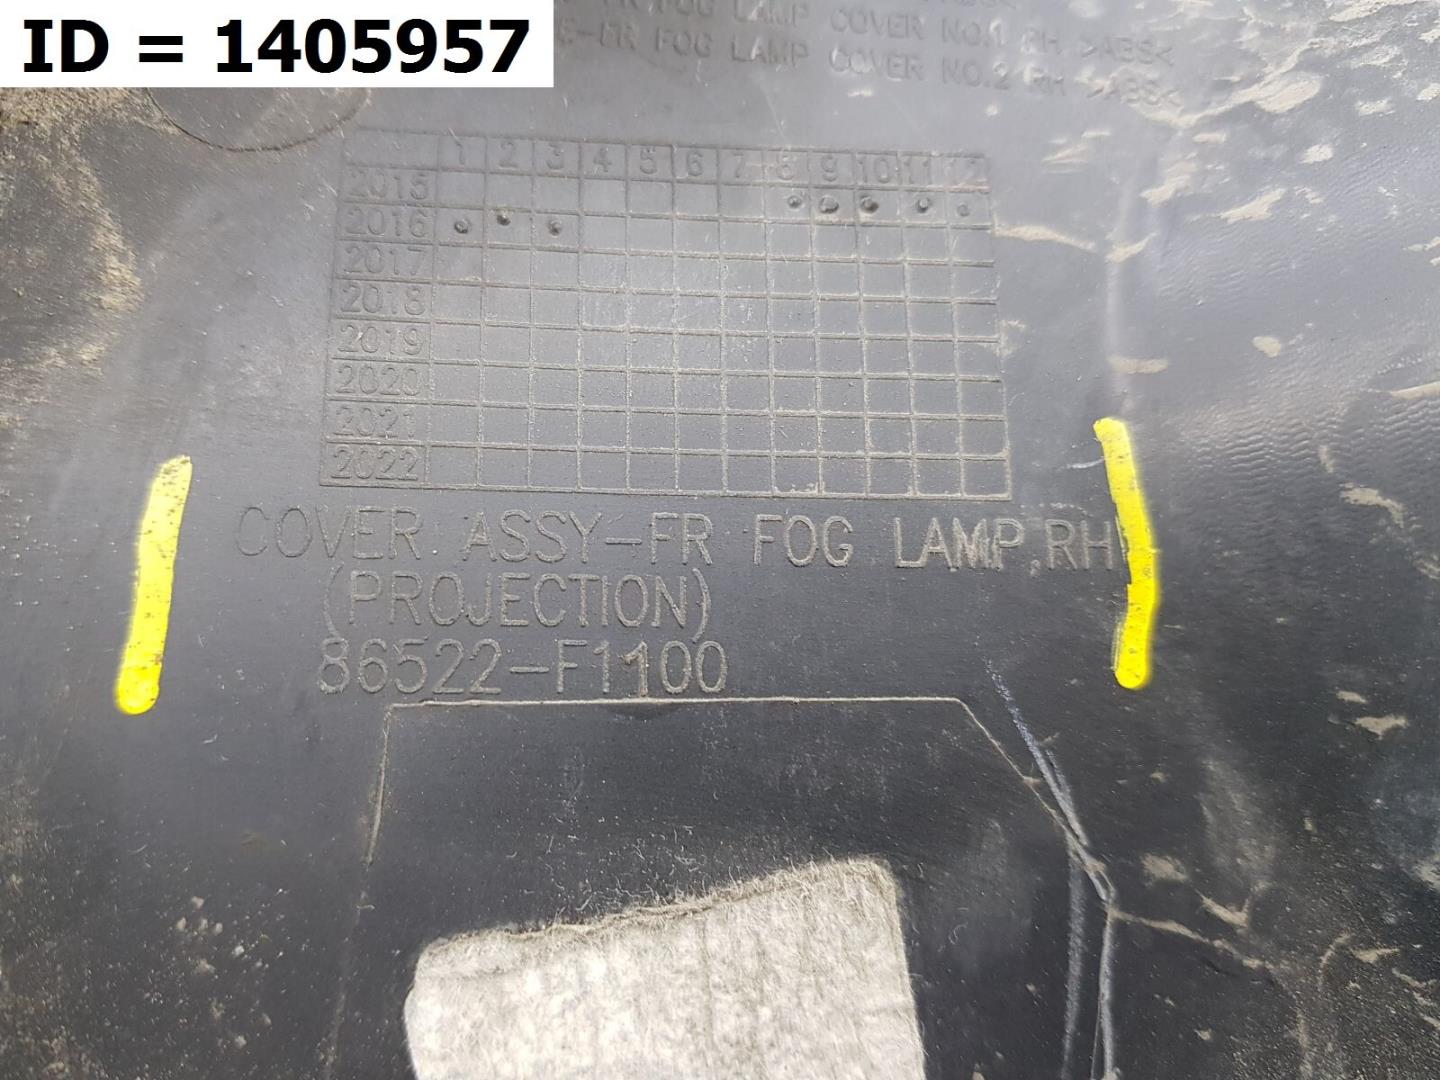 ID = 1405957
FR FOG LAMP COVER NO.1 RH >ABS<
FR FOG LAMP COVER NO.2 RH >ABS<
1 2 3 4 5 6 7 8 9 10 11 12
2015
2016
2017
2018
2019
2020
2021
2022
COVER ASSY-FR FOG LAMP,RH
(PROJECTION)
86522-F1100